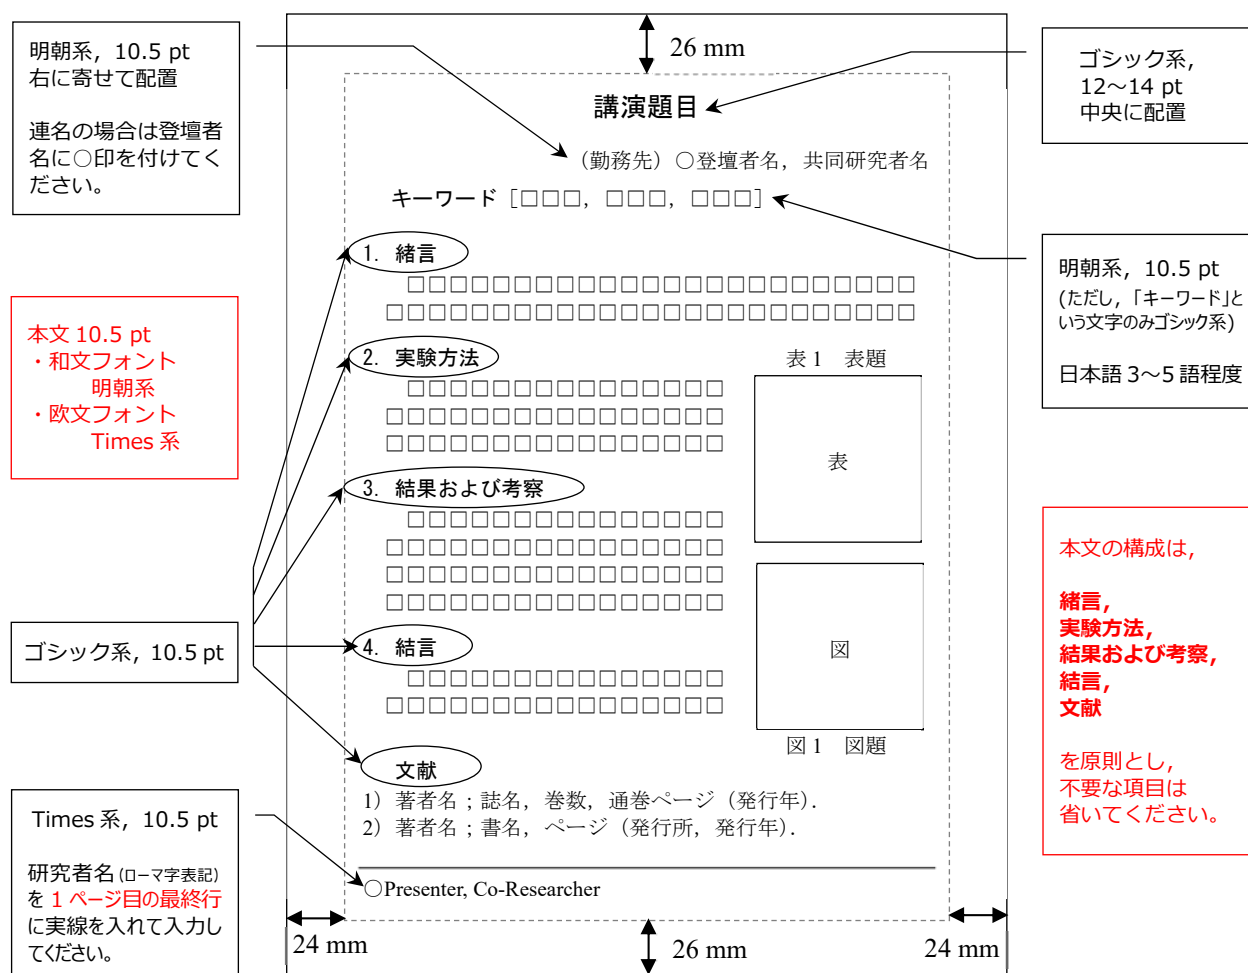 明朝系，10.5 pt
右に寄せて配置
連名の場合は登壇者
名に○印を付けてく
ださい。
26 mm
ゴシック系，
12～14 pt
中央に配置
講演題目
（勤務先）○登壇者名，共同研究者名
キーワード［□□□，□□□，□□□］
明朝系，10.5 pt
(ただし，「キーワード」と
いう文字のみゴシック系)
日本語 3～5 語程度
1. 緒言
□□□□□□□□□□□□□□□□□□□□□□□□
□□□□□□□□□□□□□□□□□□□□□□□□□
本文 10.5 pt
・和文フォント
明朝系
・欧文フォント
Times 系
2. 実験方法
□□□□□□□□□□□□□□□
□□□□□□□□□□□□□□□□
□□□□□□□□□□□□□□□□
表 1　表題
表
3. 結果および考察
□□□□□□□□□□□□□□□
□□□□□□□□□□□□□□□□
□□□□□□□□□□□□□□□□
□□□□□□□□□□□□□□□□
ゴシック系，10.5 pt
4. 結言
□□□□□□□□□□□□□□□
□□□□□□□□□□□□□□□□
図
図 1　図題
本文の構成は，
緒言，
実験方法，
結果および考察，
結言，
文献
を原則とし，
不要な項目は
省いてください。
文献
1）著者名；誌名，巻数，通巻ページ（発行年）．
2）著者名；書名，ページ（発行所，発行年）．
Times 系，10.5 pt
研究者名(ローマ字表記)
を 1 ページ目の最終行
に実線を入れて入力し
てください。
○Presenter, Co-Researcher
24 mm
26 mm
24 mm